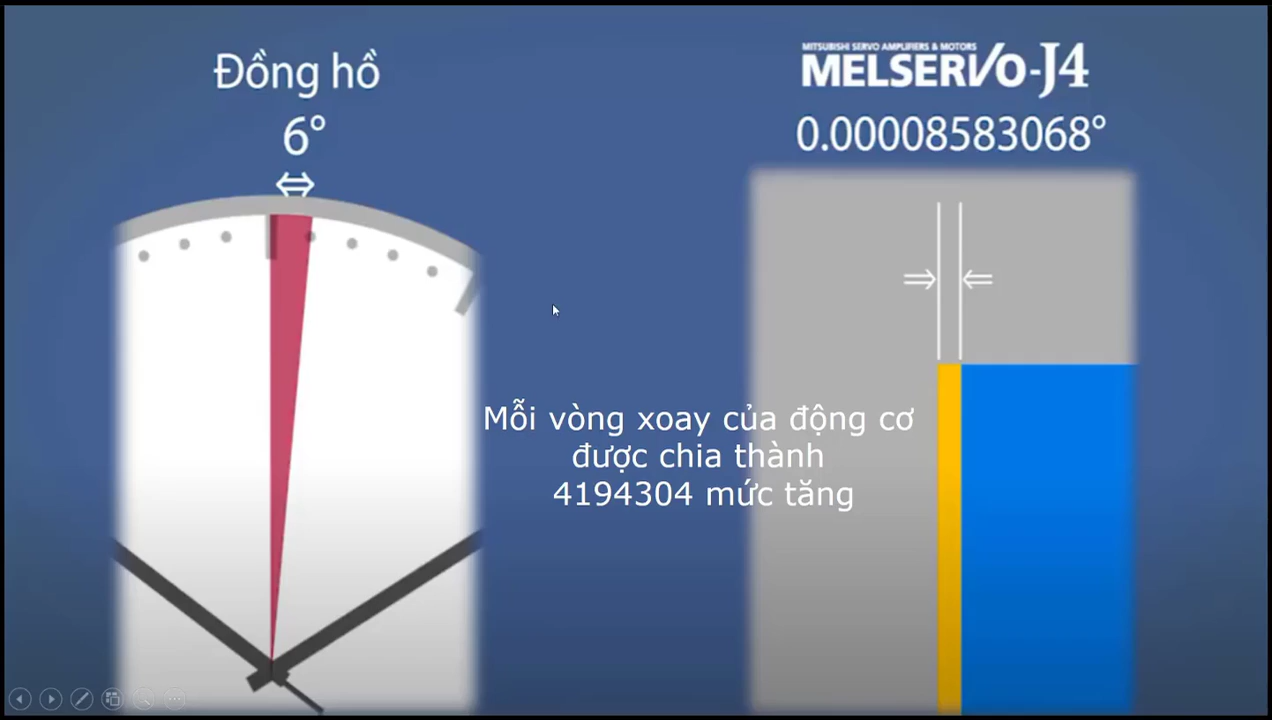 Đồng hồ
6°
MITSUBISHI SERVO AMPLIFIERS & MOTORS
MELSERVO-J4
0.00008583068°
Mỗi vòng xoay của động cơ
được chia thành
4194304 mức tăng